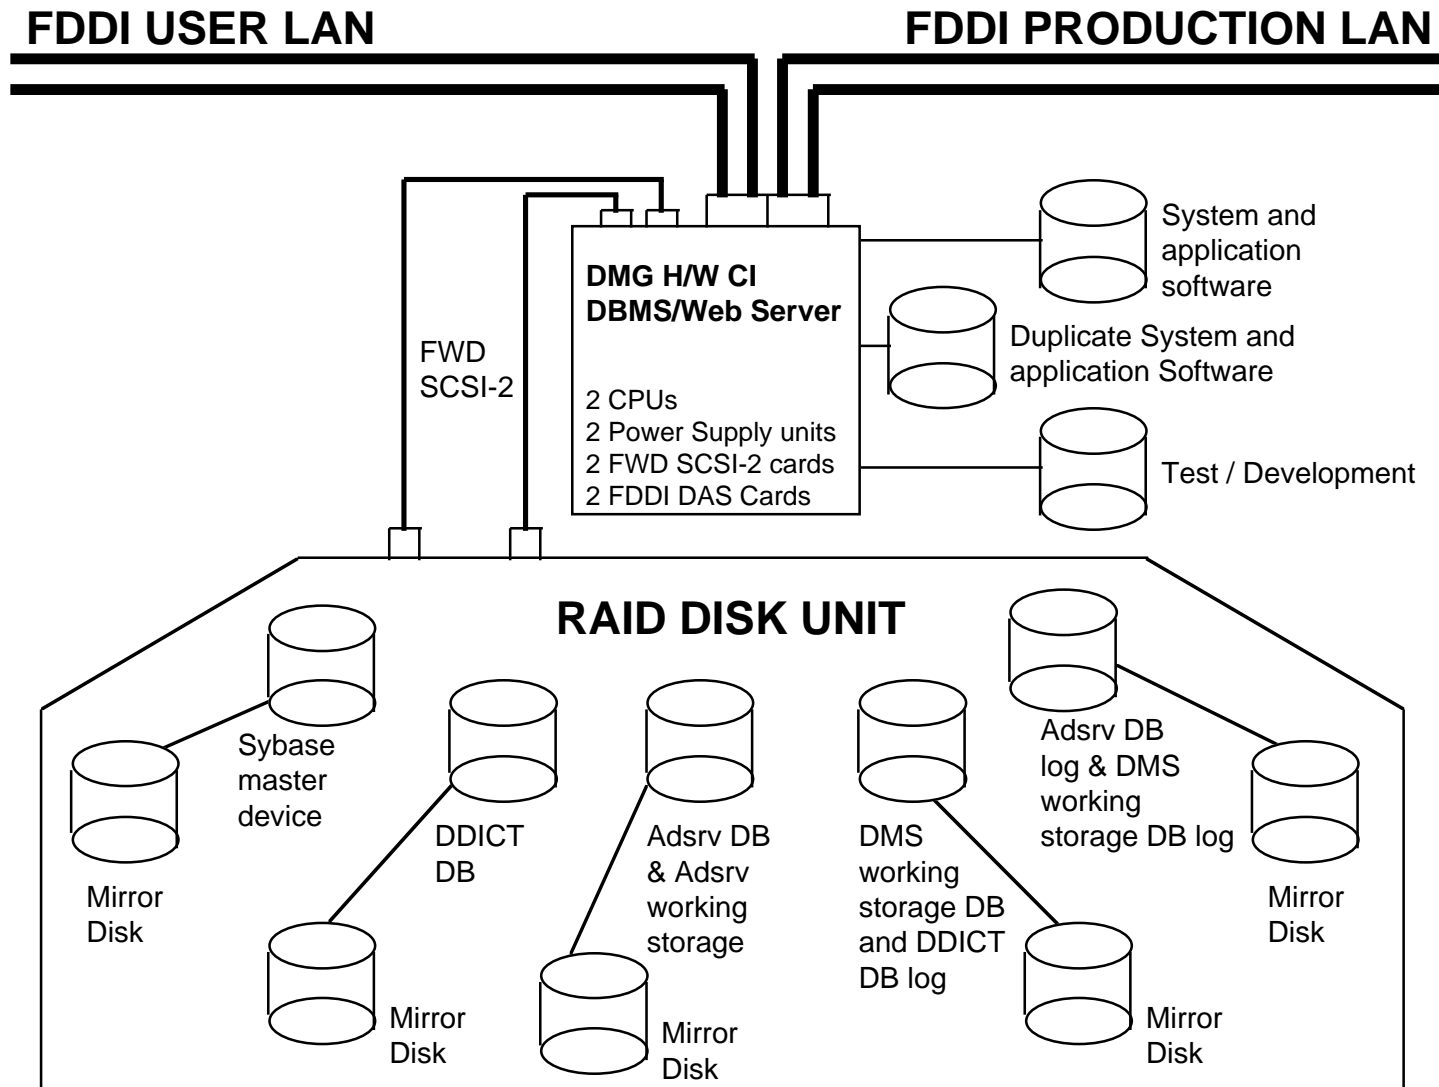 FDDI USER LAN
FDDI PRODUCTION LAN
System and
application
software
DMG H/W CI
DBMS/Web Server
2 CPUs
2 Power Supply units
2 FWD SCSI-2 cards
2 FDDI DAS Cards
FWD
SCSI-2
Duplicate System and
application Software
Test / Development
RAID DISK UNIT
Sybase
master
device
Mirror
Disk
DDICT
DB
Mirror
Disk
Adsrv DB
& Adsrv
working
storage
Mirror
Disk
DMS
working
storage DB
and DDICT
DB log
Mirror
Disk
Adsrv DB
log & DMS
working
storage DB log
Mirror
Disk